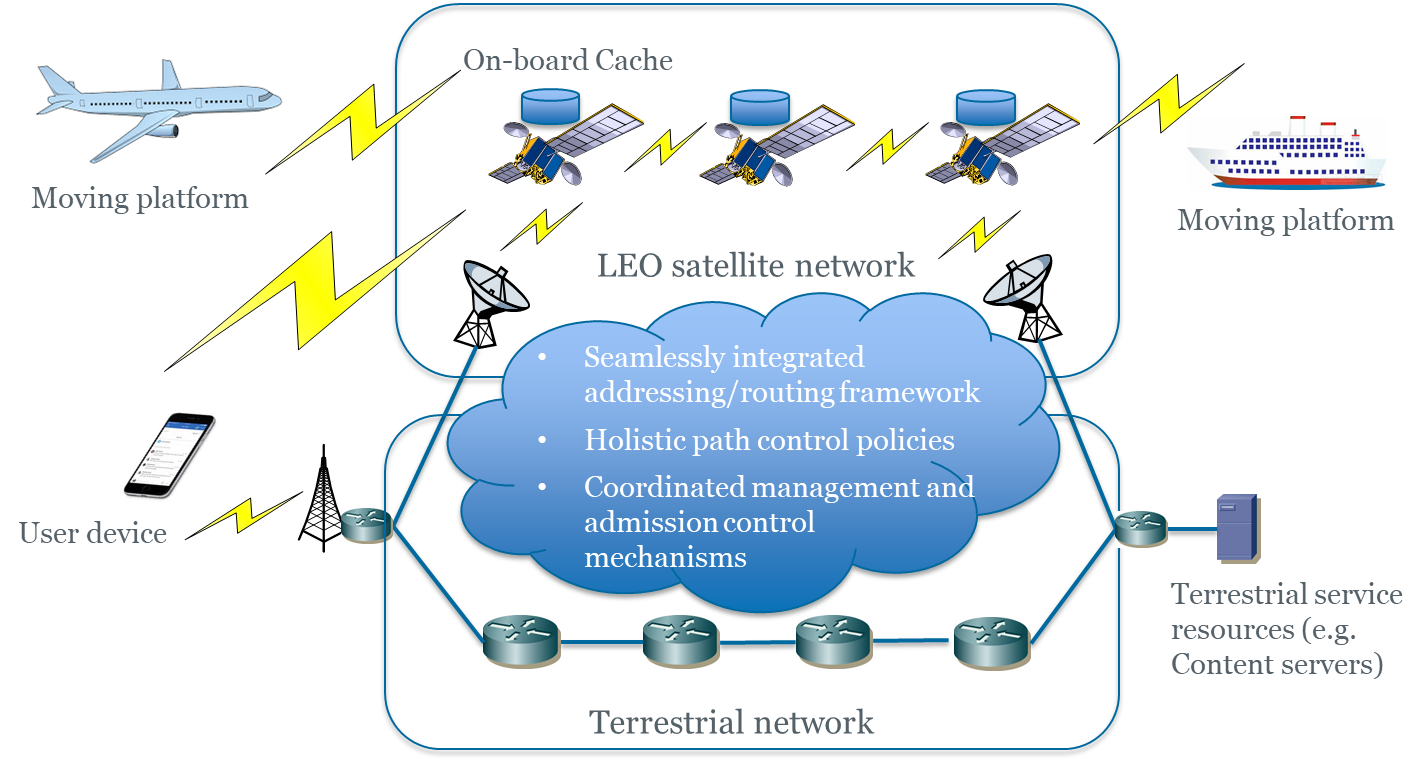 On-board Cache
Moving platform
Moving platform
LEO satellite network
• Seamlessly integrated
addressing/routing framework
• Holistic path control policies
• Coordinated management and
admission control
mechanisms
User device
Terrestrial service
resources (e.g.
Content servers)
Terrestrial network